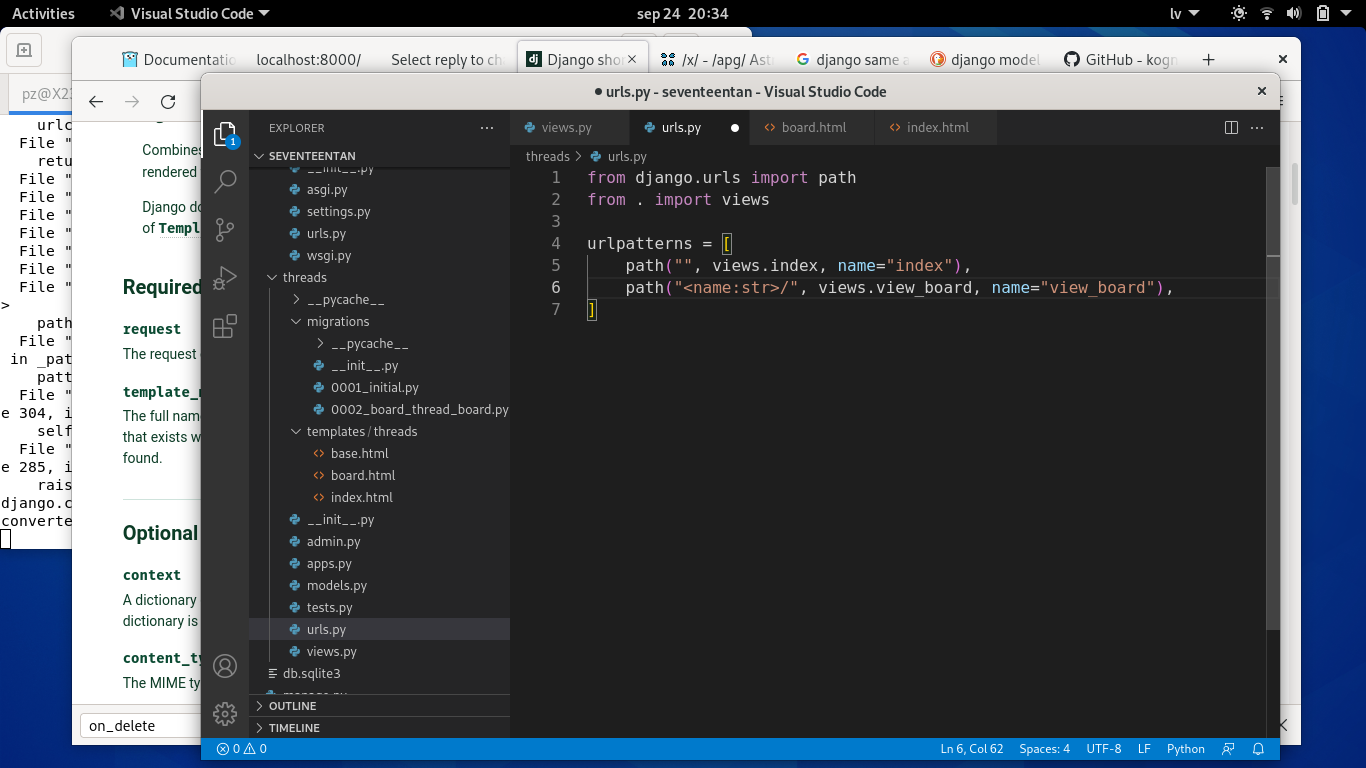 Activities
Visual Studio Code
sep 24 20:34
lv
Documentatio
localhost:8000/
Select reply to ch
Django sho
/x/ - /apg/ Ast
django same a
django model
GitHub - kogn
pz@X2
● urls.py - seventeentan - Visual Studio Code
urlc
File "
retu
File "
File "
File "
File "
File "
File "
File "
>
path
File "
in _pat
patt
File "
e 304, i
self
File "
e 285, i
rais
django.c
converte
Combines
rendered
Django do
of Templ
Required
request
The request
template_
The full nam
that exists w
found.
Optional
context
A dictionary
dictionary is
content_ty
The MIME ty
on_delete
1
EXPLORER
SEVENTEENTAN
__init__.py
asgi.py
settings.py
urls.py
wsgi.py
threads
__pycache__
migrations
__pycache__
__init__.py
0001_initial.py
0002_board_thread_board.py
templates/threads
base.html
board.html
index.html
__init__.py
admin.py
apps.py
models.py
tests.py
urls.py
views.py
db.sqlite3
manage.py
OUTLINE
TIMELINE
views.py
urls.py
board.html
index.html
threads > urls.py
1 from django.urls import path
2 from . import views
3
4 urlpatterns = [
5     path("", views.index, name="index"),
6     path("<name:str>/", views.view_board, name="view_board"),
7 ]
0 0
Ln 6, Col 62
Spaces: 4
UTF-8
LF
Python